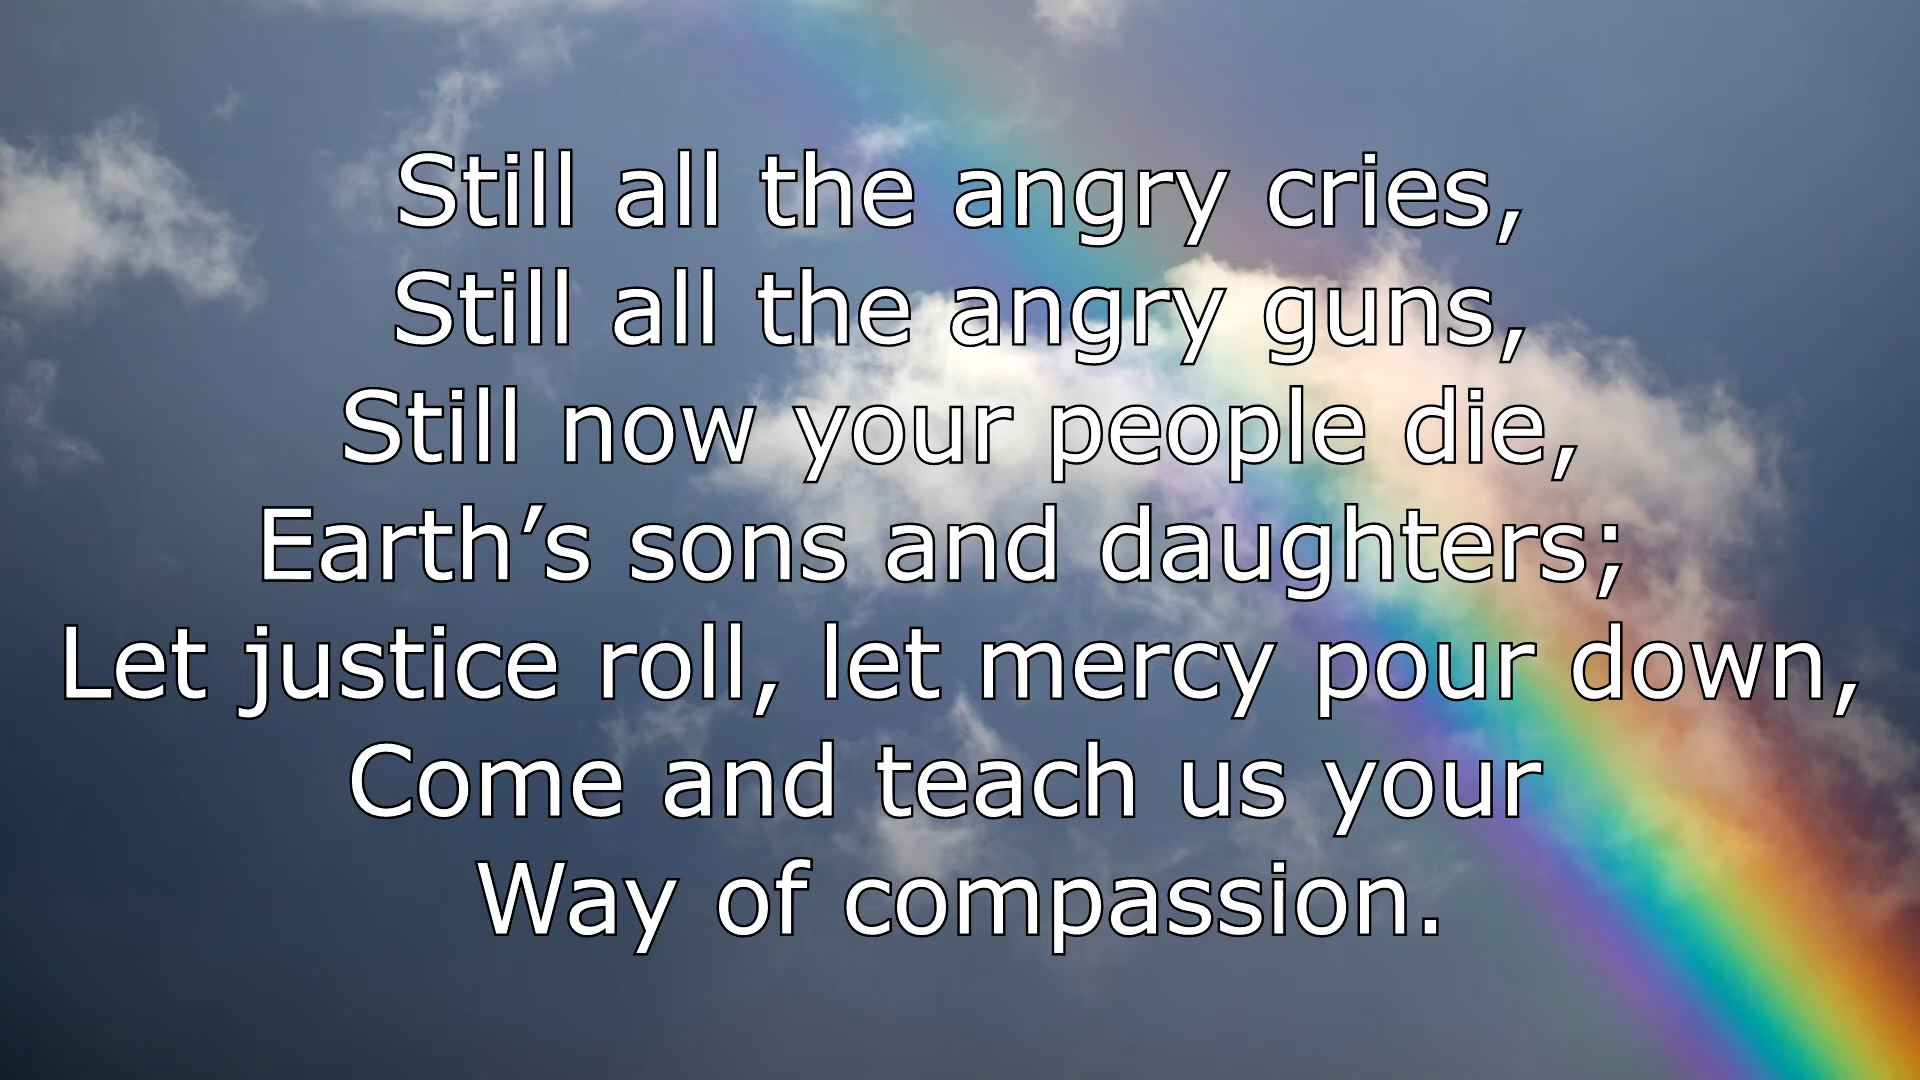 Still all the angry cries,
Still all the angry guns,
Still now your people die,
Earth’s sons and daughters;
Let justice roll, let mercy pour down,
Come and teach us your
Way of compassion.